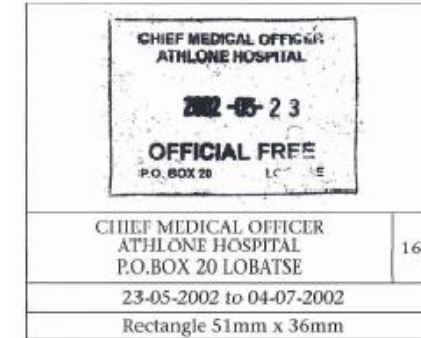 CHIEF MEDICAL OFFICER
ATHLONE HOSPITAL
2002 -05- 2 3
OFFICIAL FREE
P.O. BOX 20
CHIEF MEDICAL OFFICER
ATHLONE HOSPITAL
P.O.BOX 20 LOBATSE
16
23-05-2002 to 04-07-2002
Rectangle 51mm x 36mm